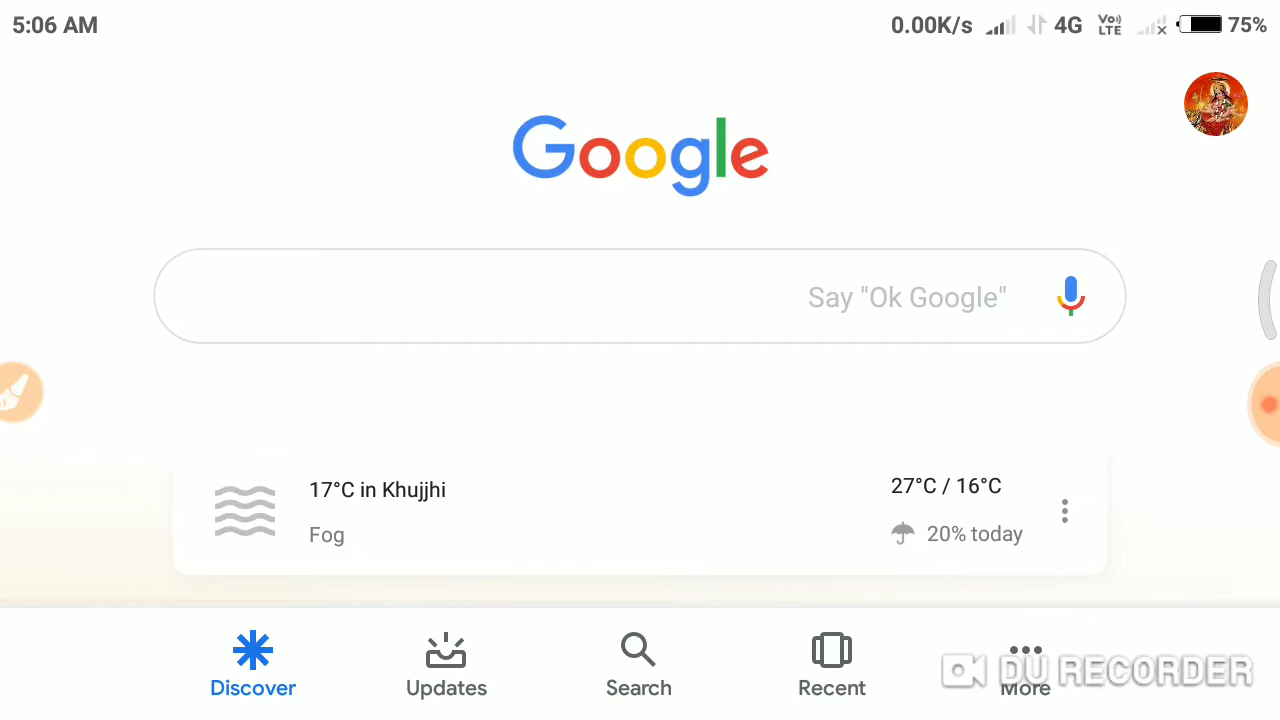 5:06 AM 0.00K/s 4G Vo) LTE 75%
Google
Say "Ok Google"
17°C in Khujjhi 27°C / 16°C
Fog 20% today
Discover Updates Search Recent More
DU RECORDER